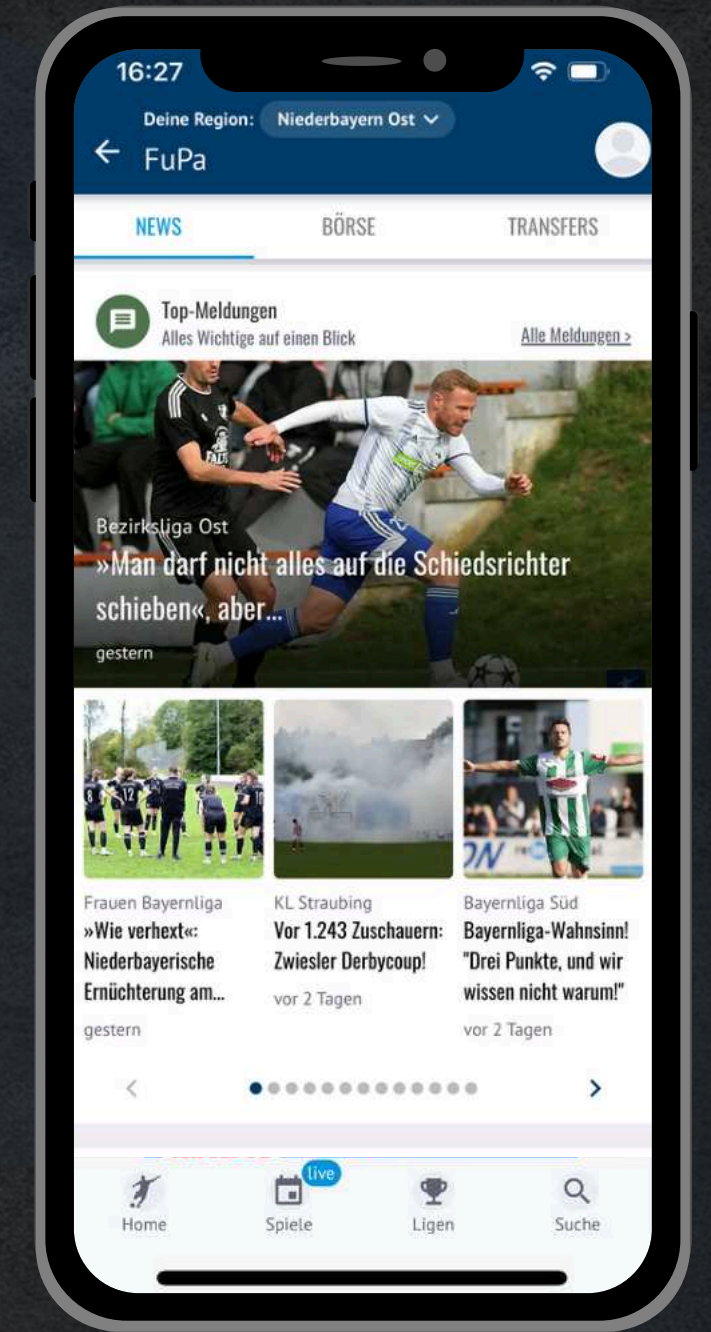 16:27
Deine Region: Niederbayern Ost
FuPa
NEWS BÖRSE TRANSFERS
Top-Meldungen
Alles Wichtige auf einen Blick
Alle Meldungen >
Bezirksliga Ost
»Man darf nicht alles auf die Schiedsrichter
schieben«, aber...
gestern
Frauen Bayernliga
»Wie verhext«:
Niederbayerische
Ernüchterung am...
gestern
KL Straubing
Vor 1.243 Zuschauern:
Zwiesler Derbycoup!
vor 2 Tagen
Bayernliga Süd
Bayernliga-Wahnsinn!
"Drei Punkte, und wir
wissen nicht warum!"
vor 2 Tagen
live
Home Spiele Ligen Suche